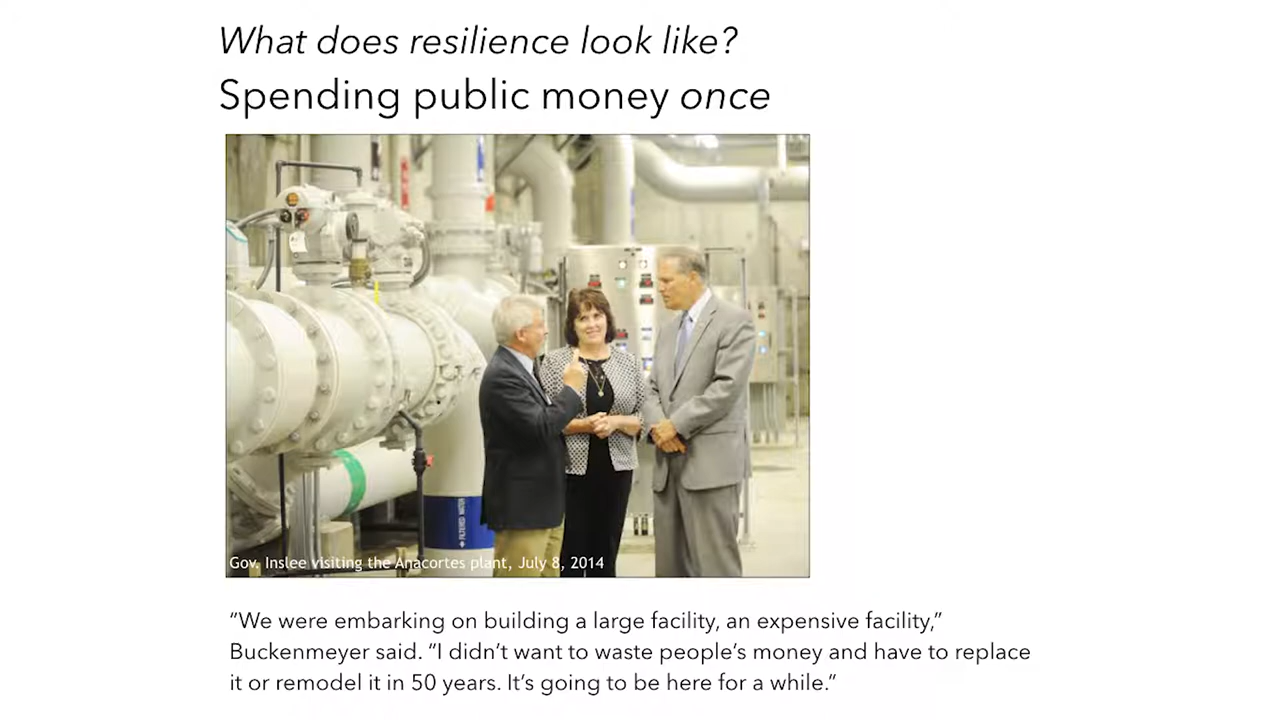 What does resilience look like?
Spending public money once
FILTERED WATER
Gov. Inslee visiting the Anacortes plant, July 8, 2014
“We were embarking on building a large facility, an expensive facility,”
Buckenmeyer said. “I didn’t want to waste people’s money and have to replace
it or remodel it in 50 years. It’s going to be here for a while.”